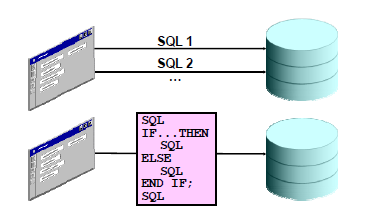 SQL 1
SQL 2
...
SQL
IF...THEN
SQL
ELSE
SQL
END IF;
SQL